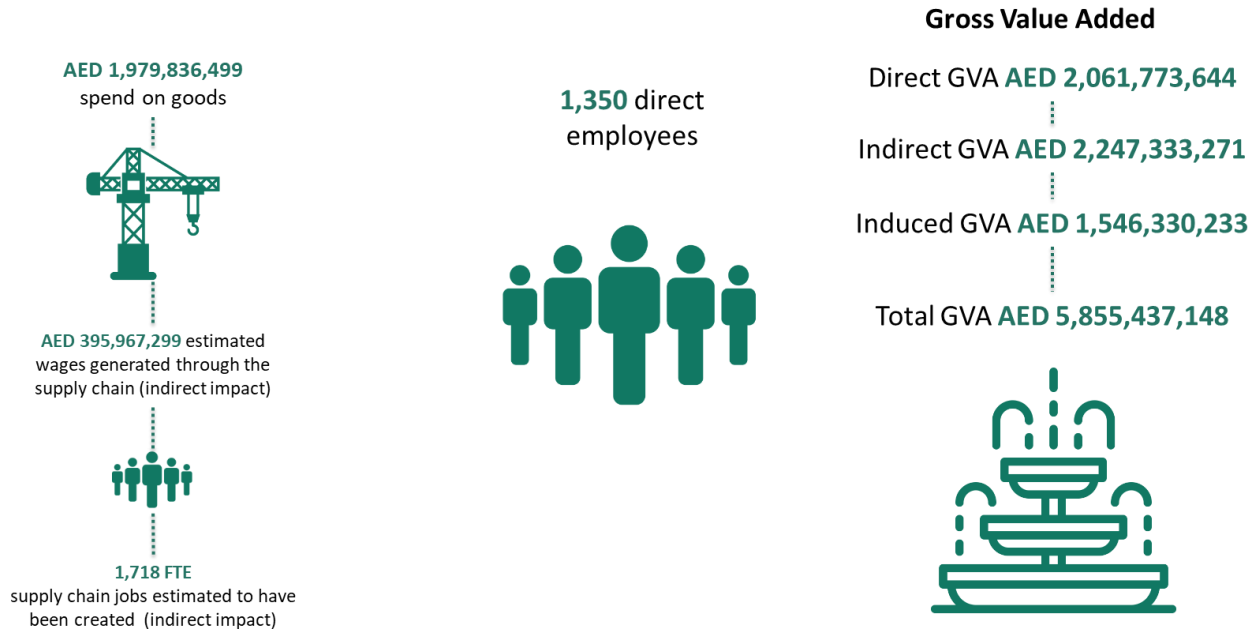 AED 1,979,836,499
spend on goods
AED 395,967,299 estimated
wages generated through the
supply chain (indirect impact)
1,718 FTE
supply chain jobs estimated to have
been created (indirect impact)
1,350 direct
employees
Gross Value Added
Direct GVA AED 2,061,773,644
Indirect GVA AED 2,247,333,271
Induced GVA AED 1,546,330,233
Total GVA AED 5,855,437,148